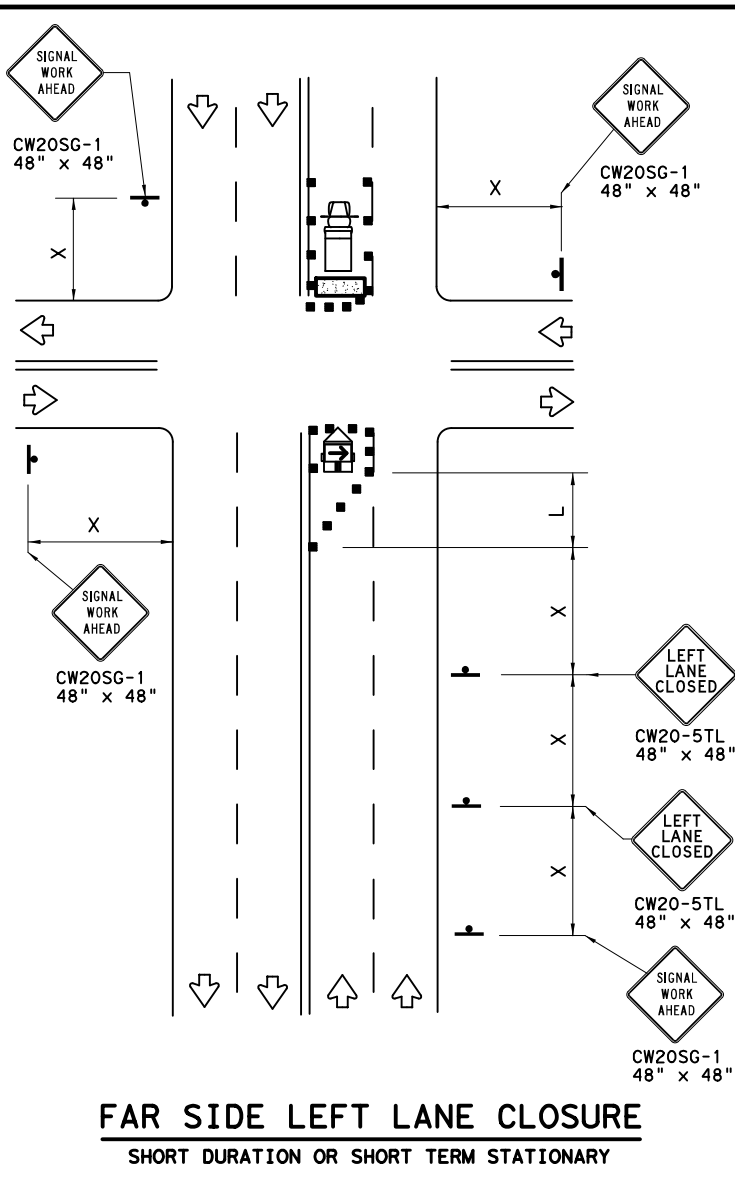 SIGNAL
WORK
AHEAD
CW20SG-1
48" x 48"
SIGNAL
WORK
AHEAD
CW20SG-1
48" x 48"
X
X
X
SIGNAL
WORK
AHEAD
CW20SG-1
48" x 48"
L
X
LEFT
LANE
CLOSED
CW20-5TL
48" x 48"
X
LEFT
LANE
CLOSED
CW20-5TL
48" x 48"
X
SIGNAL
WORK
AHEAD
CW20SG-1
48" x 48"
FAR SIDE LEFT LANE CLOSURE
SHORT DURATION OR SHORT TERM STATIONARY